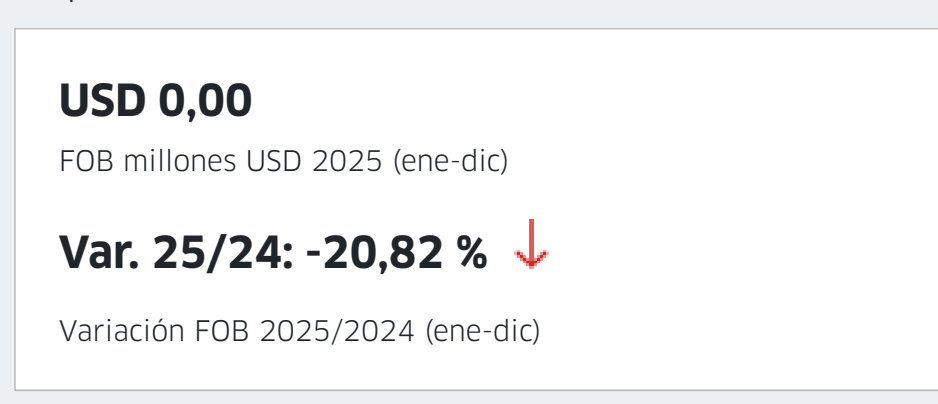 USD 0,00
FOB millones USD 2025 (ene-dic)
Var. 25/24: -20,82 %
Variación FOB 2025/2024 (ene-dic)